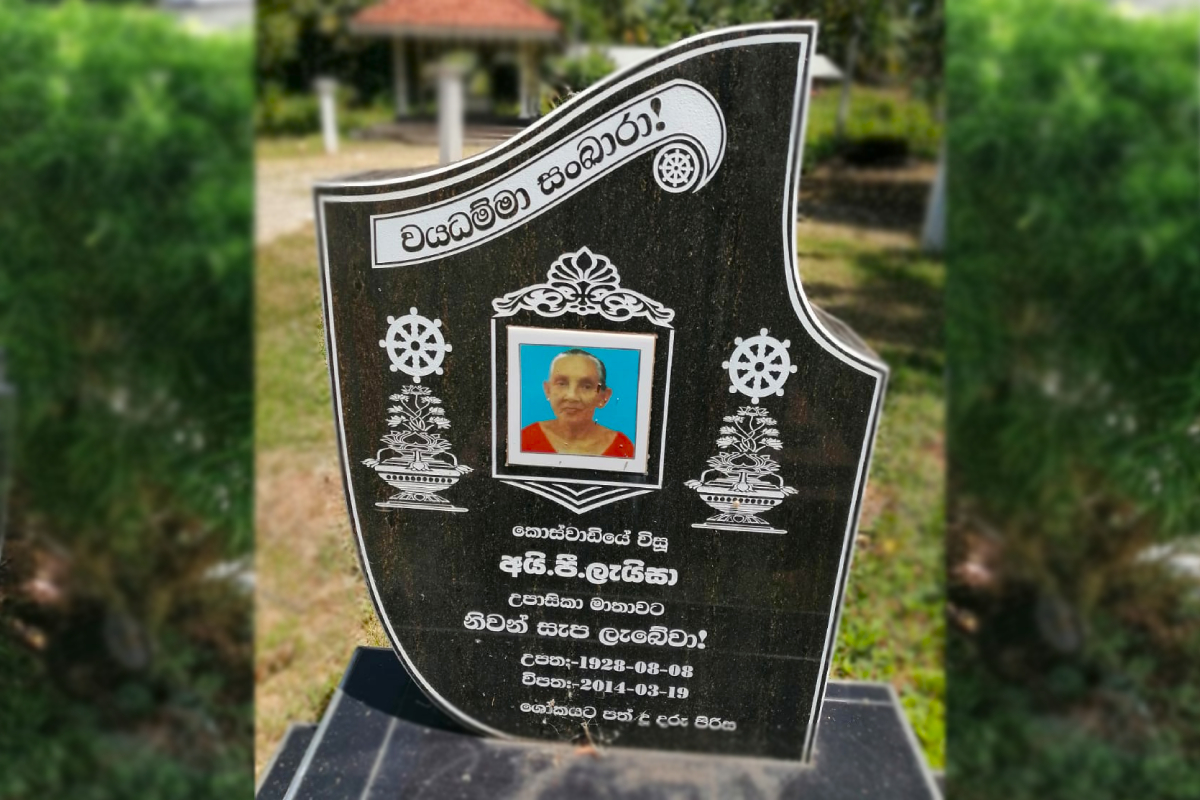 වයධම්මා සංඛාරා!
කොස්වාඩියේ විසූ
අයි.පී.ලැයිසා
උපාසිකා මාතාවට
නිවන් සැප ලැබේවා!
උපත:-1928-08-08
විපත:-2014-03-19
ශෝකයට පත් දූ දරු පිරිස